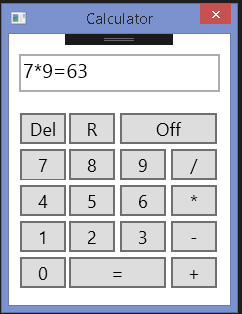 Calculator
7*9=63
Del R Off
7 8 9 /
4 5 6 *
1 2 3 -
0 = +